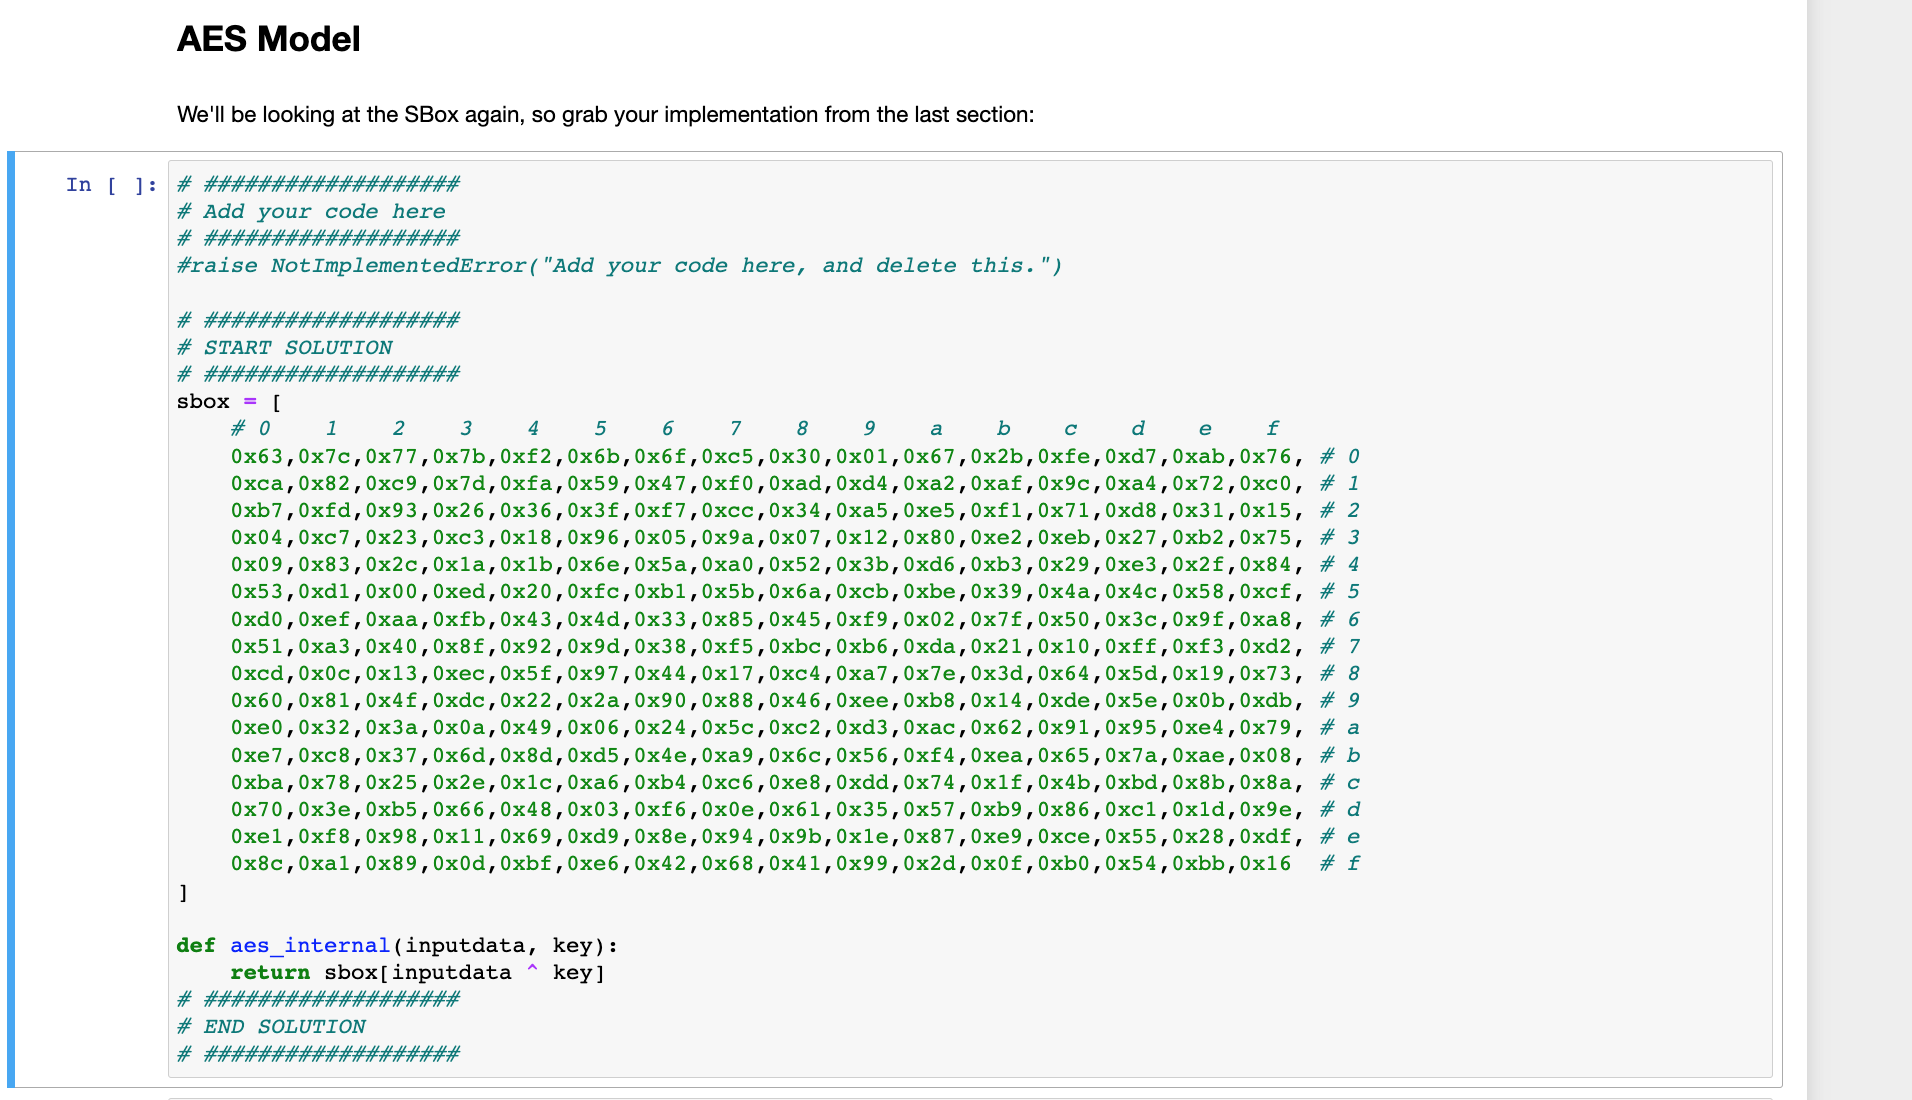 AES Model
We'll be looking at the SBox again, so grab your implementation from the last section:
In [ ]:
# ###################
# Add your code here
# ###################
#raise NotImplementedError("Add your code here, and delete this.")
# ###################
# START SOLUTION
# ###################
sbox = [
    # 0    1    2    3    4    5    6    7    8    9    a    b    c    d    e    f
    0x63,0x7c,0x77,0x7b,0xf2,0x6b,0x6f,0xc5,0x30,0x01,0x67,0x2b,0xfe,0xd7,0xab,0x76, # 0
    0xca,0x82,0xc9,0x7d,0xfa,0x59,0x47,0xf0,0xad,0xd4,0xa2,0xaf,0x9c,0xa4,0x72,0xc0, # 1
    0xb7,0xfd,0x93,0x26,0x36,0x3f,0xf7,0xcc,0x34,0xa5,0xe5,0xf1,0x71,0xd8,0x31,0x15, # 2
    0x04,0xc7,0x23,0xc3,0x18,0x96,0x05,0x9a,0x07,0x12,0x80,0xe2,0xeb,0x27,0xb2,0x75, # 3
    0x09,0x83,0x2c,0x1a,0x1b,0x6e,0x5a,0xa0,0x52,0x3b,0xd6,0xb3,0x29,0xe3,0x2f,0x84, # 4
    0x53,0xd1,0x00,0xed,0x20,0xfc,0xb1,0x5b,0x6a,0xcb,0xbe,0x39,0x4a,0x4c,0x58,0xcf, # 5
    0xd0,0xef,0xaa,0xfb,0x43,0x4d,0x33,0x85,0x45,0xf9,0x02,0x7f,0x50,0x3c,0x9f,0xa8, # 6
    0x51,0xa3,0x40,0x8f,0x92,0x9d,0x38,0xf5,0xbc,0xb6,0xda,0x21,0x10,0xff,0xf3,0xd2, # 7
    0xcd,0x0c,0x13,0xec,0x5f,0x97,0x44,0x17,0xc4,0xa7,0x7e,0x3d,0x64,0x5d,0x19,0x73, # 8
    0x60,0x81,0x4f,0xdc,0x22,0x2a,0x90,0x88,0x46,0xee,0xb8,0x14,0xde,0x5e,0x0b,0xdb, # 9
    0xe0,0x32,0x3a,0x0a,0x49,0x06,0x24,0x5c,0xc2,0xd3,0xac,0x62,0x91,0x95,0xe4,0x79, # a
    0xe7,0xc8,0x37,0x6d,0x8d,0xd5,0x4e,0xa9,0x6c,0x56,0xf4,0xea,0x65,0x7a,0xae,0x08, # b
    0xba,0x78,0x25,0x2e,0x1c,0xa6,0xb4,0xc6,0xe8,0xdd,0x74,0x1f,0x4b,0xbd,0x8b,0x8a, # c
    0x70,0x3e,0xb5,0x66,0x48,0x03,0xf6,0x0e,0x61,0x35,0x57,0xb9,0x86,0xc1,0x1d,0x9e, # d
    0xe1,0xf8,0x98,0x11,0x69,0xd9,0x8e,0x94,0x9b,0x1e,0x87,0xe9,0xce,0x55,0x28,0xdf, # e
    0x8c,0xa1,0x89,0x0d,0xbf,0xe6,0x42,0x68,0x41,0x99,0x2d,0x0f,0xb0,0x54,0xbb,0x16  # f
]
def aes_internal(inputdata, key):
    return sbox[inputdata ^ key]
# ###################
# END SOLUTION
# ###################